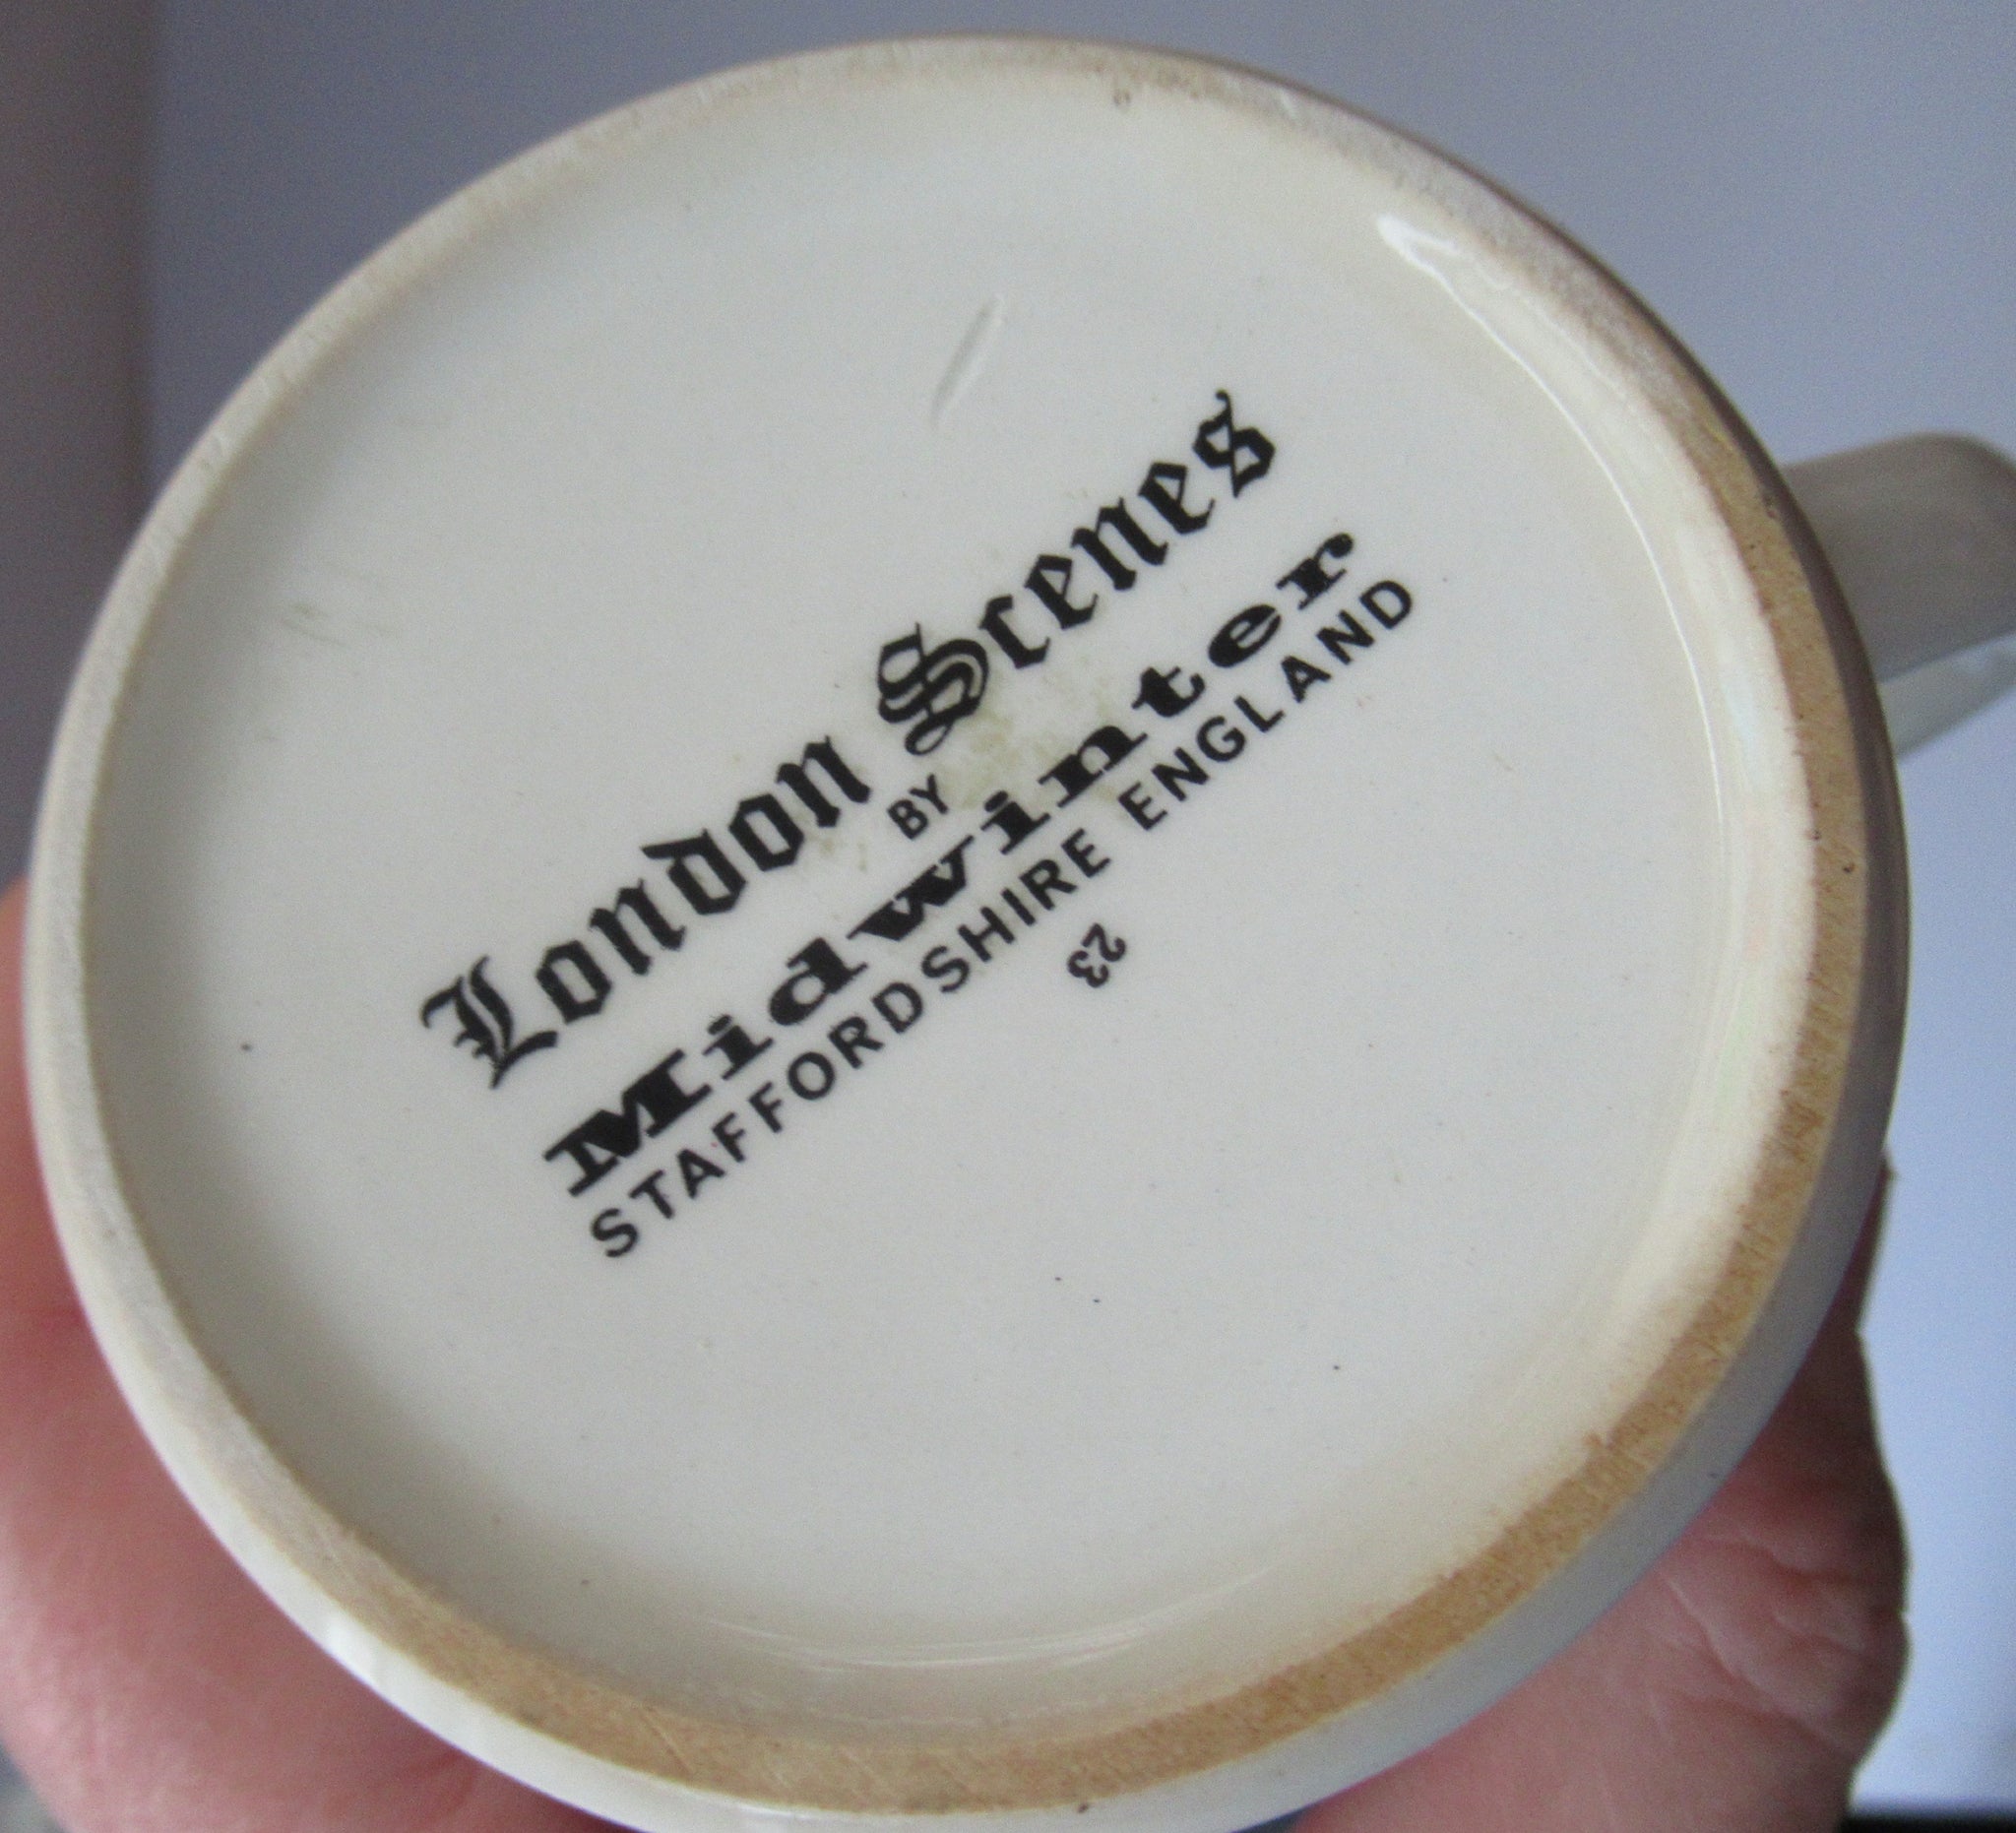 London Scenes
BY
Midwinter
STAFFORDSHIRE ENGLAND
23